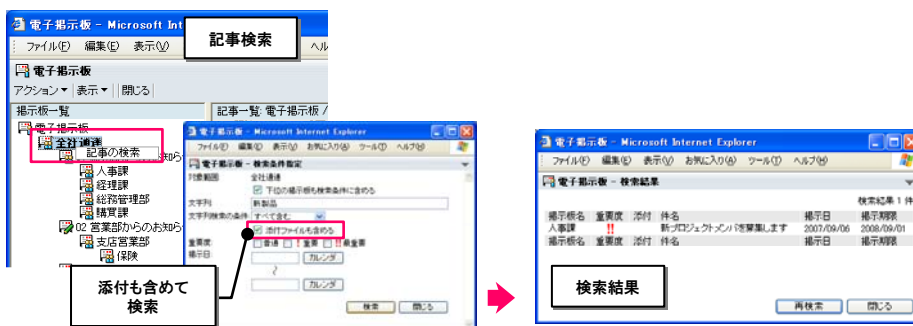 電子掲示板 - Microsoft Int
ファイル(F) 編集(E) 表示(V) ヘル
記事検索
電子掲示板
アクション▼ 表示▼ 閉じる
掲示板一覧
記事一覧: 電子掲示板 /
電子掲示板
全社通達
記事の検索
知ら
人事課
経理課
総務管理部
購買課
02 営業部からのお知ら
支店営業部
保険
添付も含めて
検索
電子掲示板 - Microsoft Internet Explorer
ファイル(F) 編集(E) 表示(V) お気に入り(A) ツール(T) ヘルプ(H)
電子掲示板 - 検索条件指定
対象範囲 全社通達
下位の掲示板も検索条件に含める
文字列 新製品
文字列検索の条件 すべて含む
添付ファイルも含める
重要度 普通 ! 重要 !! 最重要
掲示日 カレンダ
~
カレンダ
検索 閉じる
電子掲示板 - Microsoft Internet Explorer
ファイル(F) 編集(E) 表示(V) お気に入り(A) ツール(T) ヘルプ(H)
電子掲示板 - 検索結果
検索結果 1 件
掲示板名 重要度 添付 件名 掲示日 掲示期限
人事課 !! 新プロジェクトメンバを募集します 2007/09/06 2008/09/01
掲示板名 重要度 添付 件名 掲示日 掲示期限
検索結果
再検索 閉じる